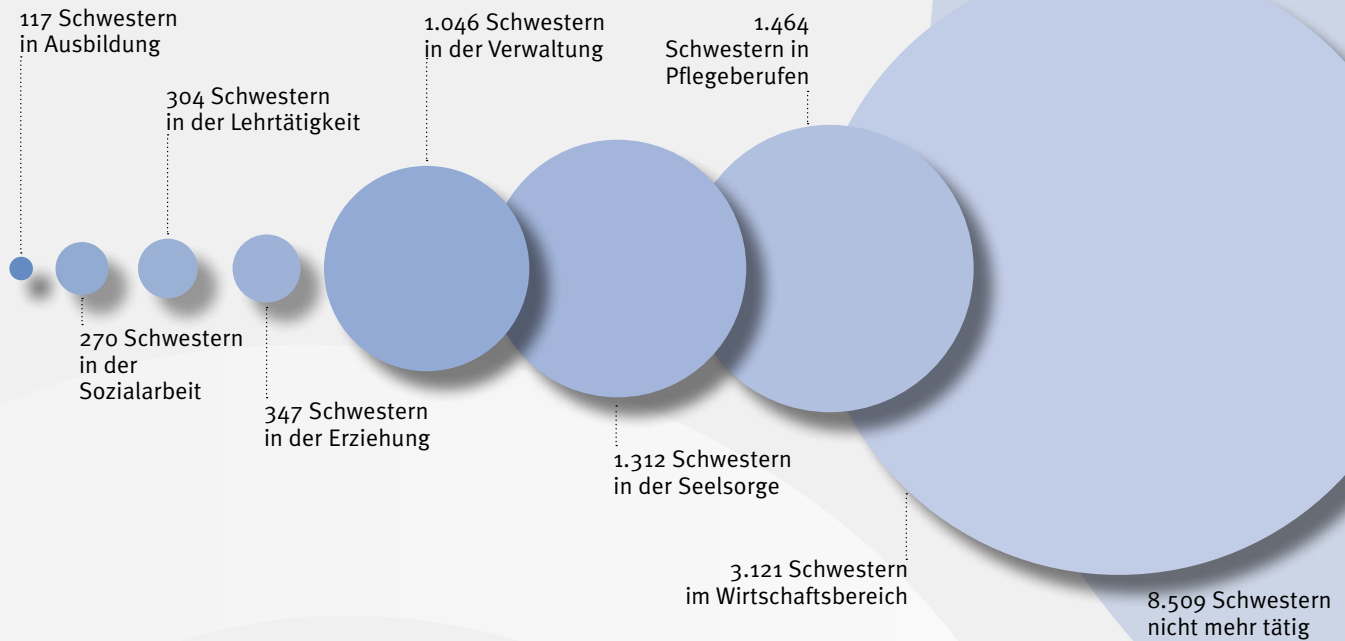 117 Schwestern
in Ausbildung
270 Schwestern
in der
Sozialarbeit
304 Schwestern
in der Lehrtätigkeit
347 Schwestern
in der Erziehung
1.046 Schwestern
in der Verwaltung
1.312 Schwestern
in der Seelsorge
1.464
Schwestern in
Pflegeberufen
3.121 Schwestern
im Wirtschaftsbereich
8.509 Schwestern
nicht mehr tätig